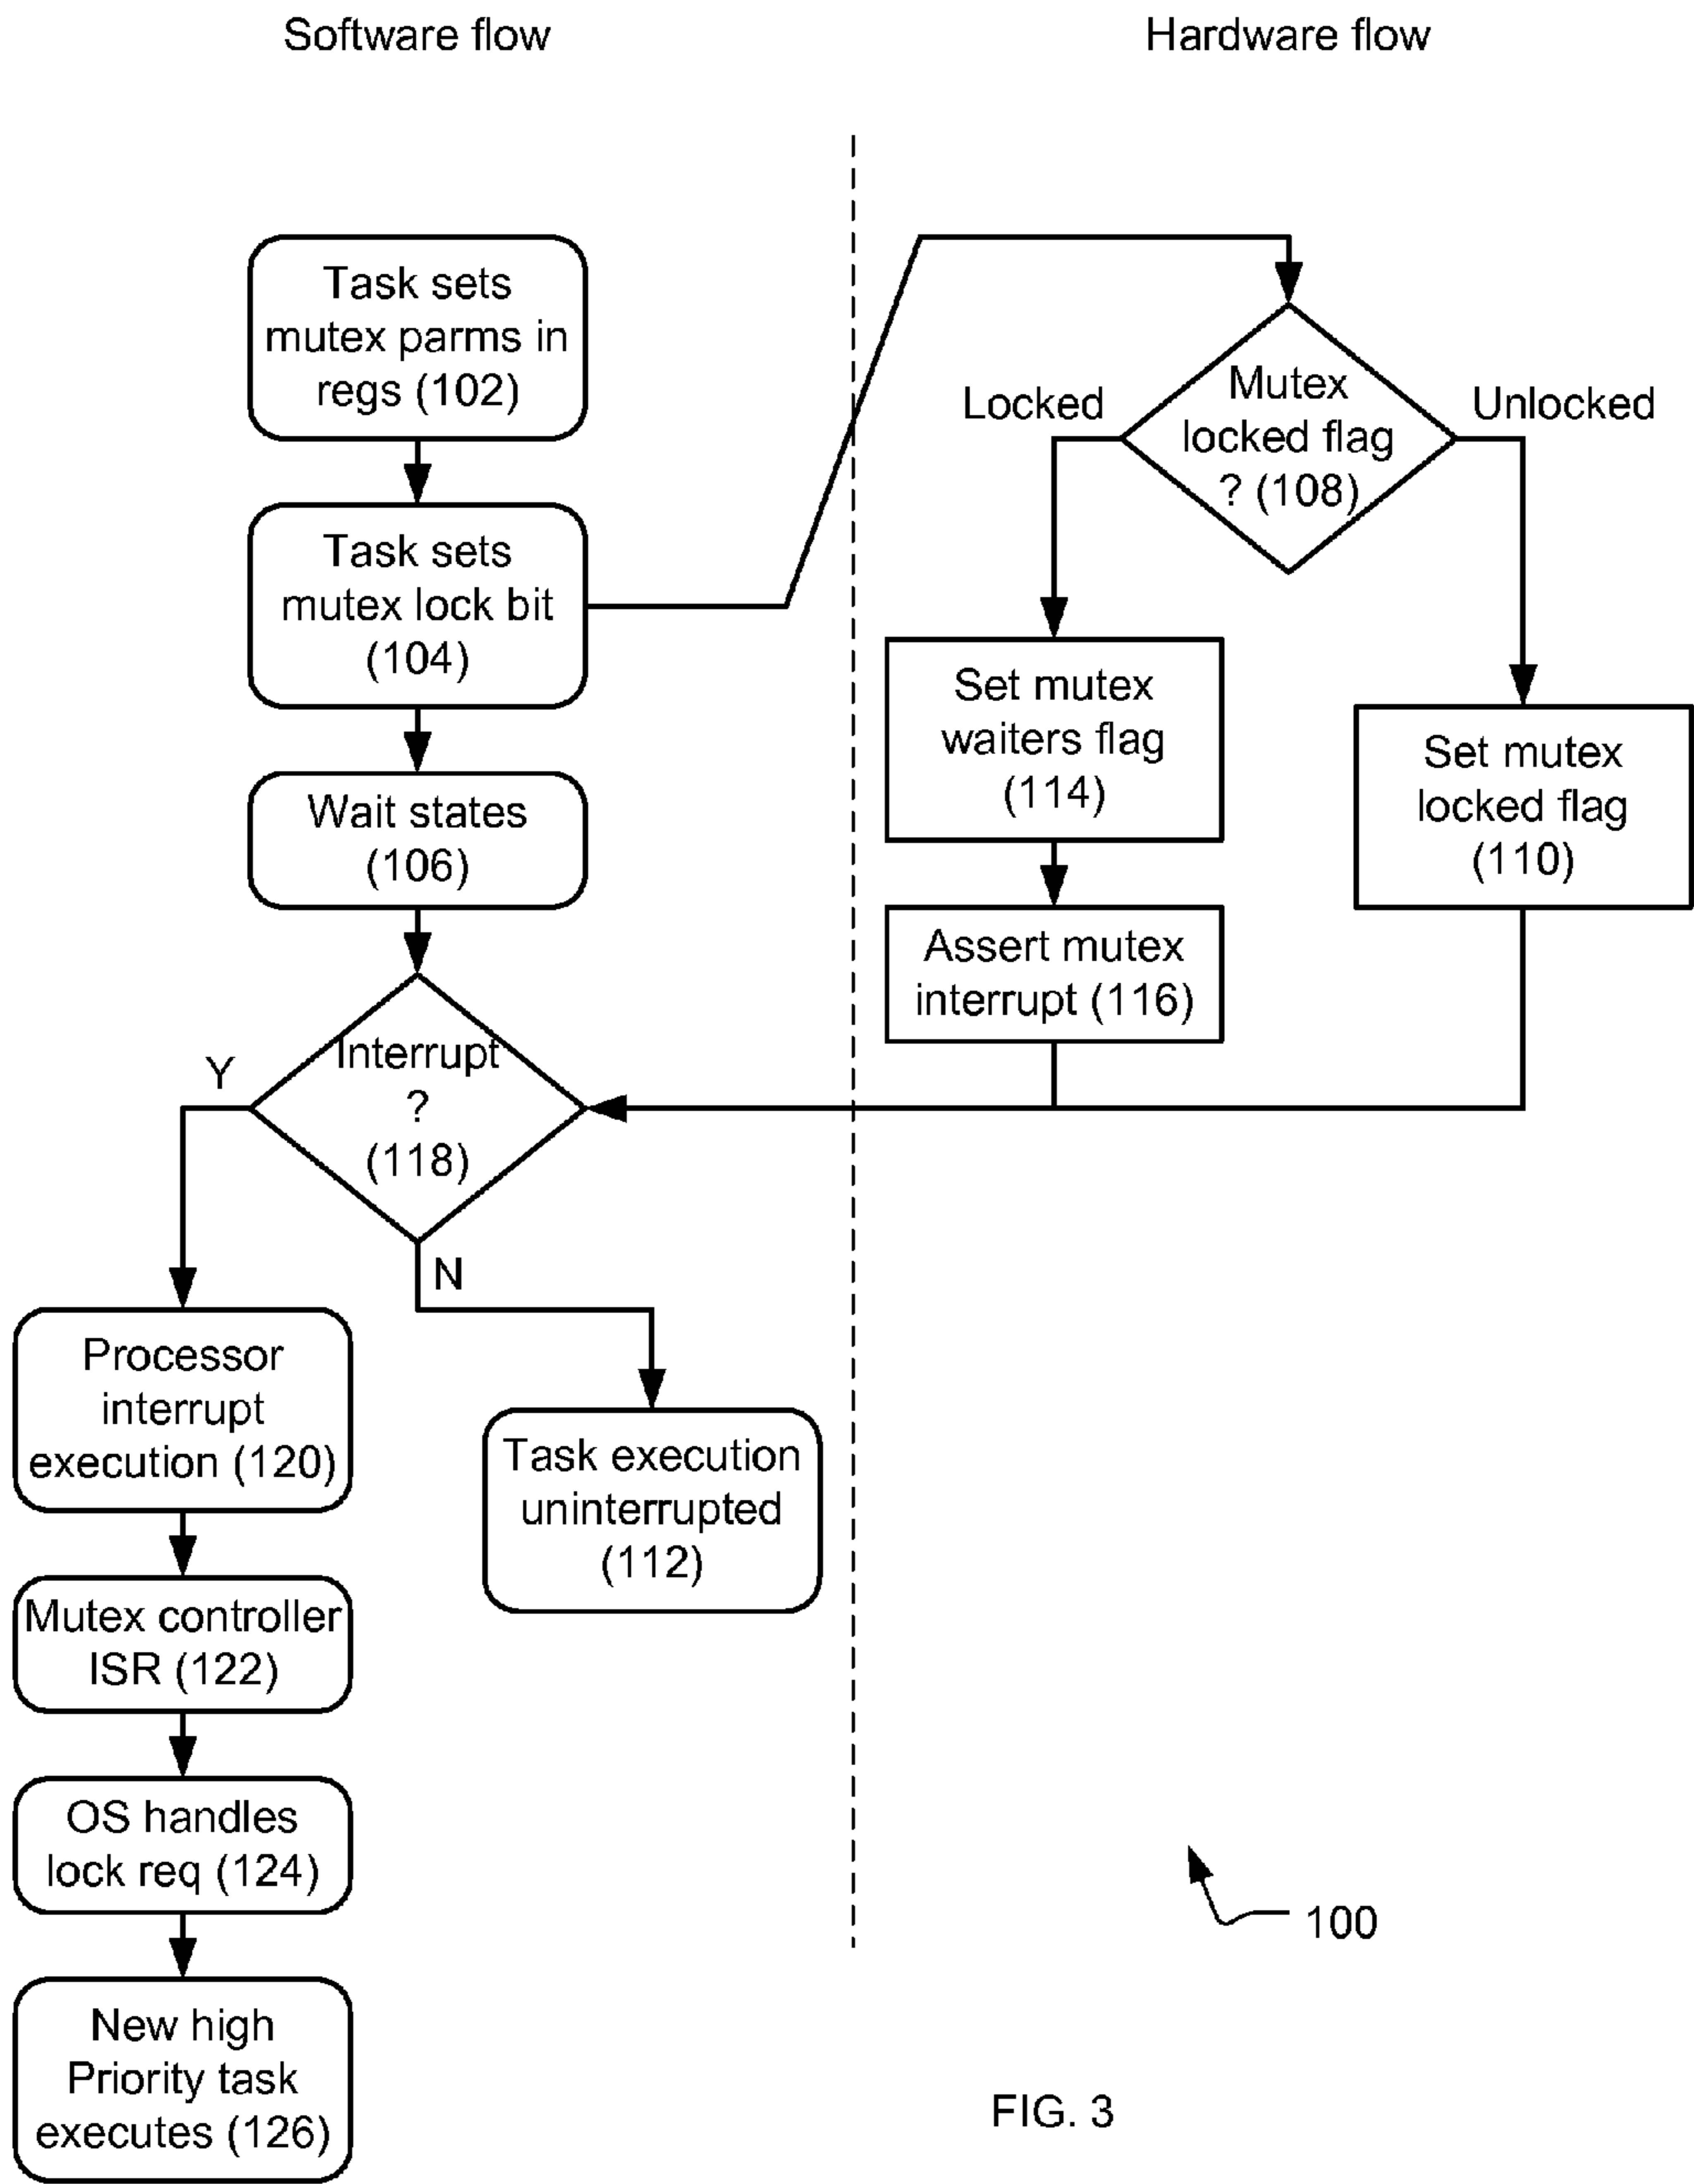 Software flow
Hardware flow
Task sets
mutex parms in
regs (102)
Task sets
mutex lock bit
(104)
Wait states
(106)
Interrupt
?
(118)
Y
N
Processor
interrupt
execution (120)
Task execution
uninterrupted
(112)
Mutex controller
ISR (122)
OS handles
lock req (124)
New high
Priority task
executes (126)
Mutex
locked flag
? (108)
Locked
Unlocked
Set mutex
waiters flag
(114)
Set mutex
locked flag
(110)
Assert mutex
interrupt (116)
100
FIG. 3